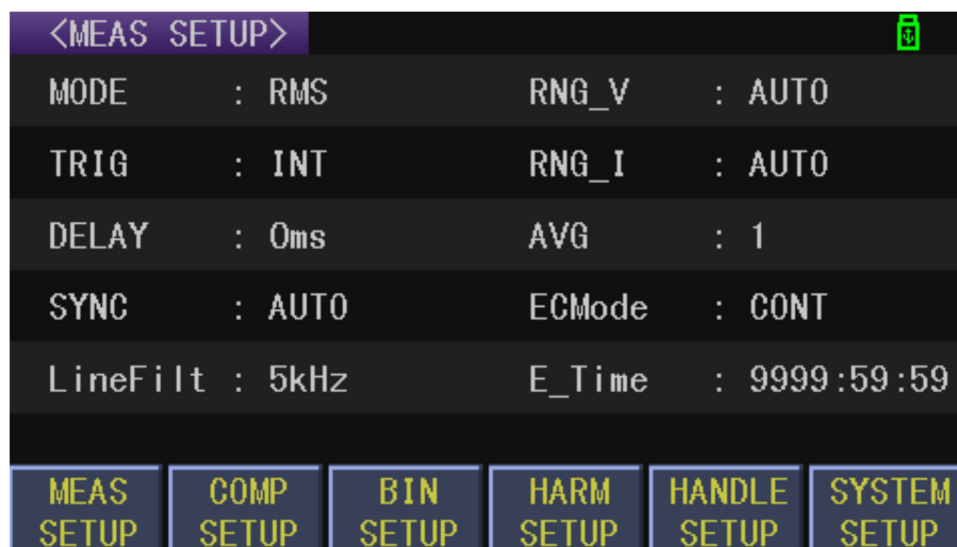 <MEAS SETUP>
MODE : RMS RNG_V : AUTO
TRIG : INT RNG_I : AUTO
DELAY : 0ms AVG : 1
SYNC : AUTO ECMode : CONT
LineFilt : 5kHz E_Time : 9999:59:59
MEAS SETUP COMP SETUP BIN SETUP HARM SETUP HANDLE SETUP SYSTEM SETUP